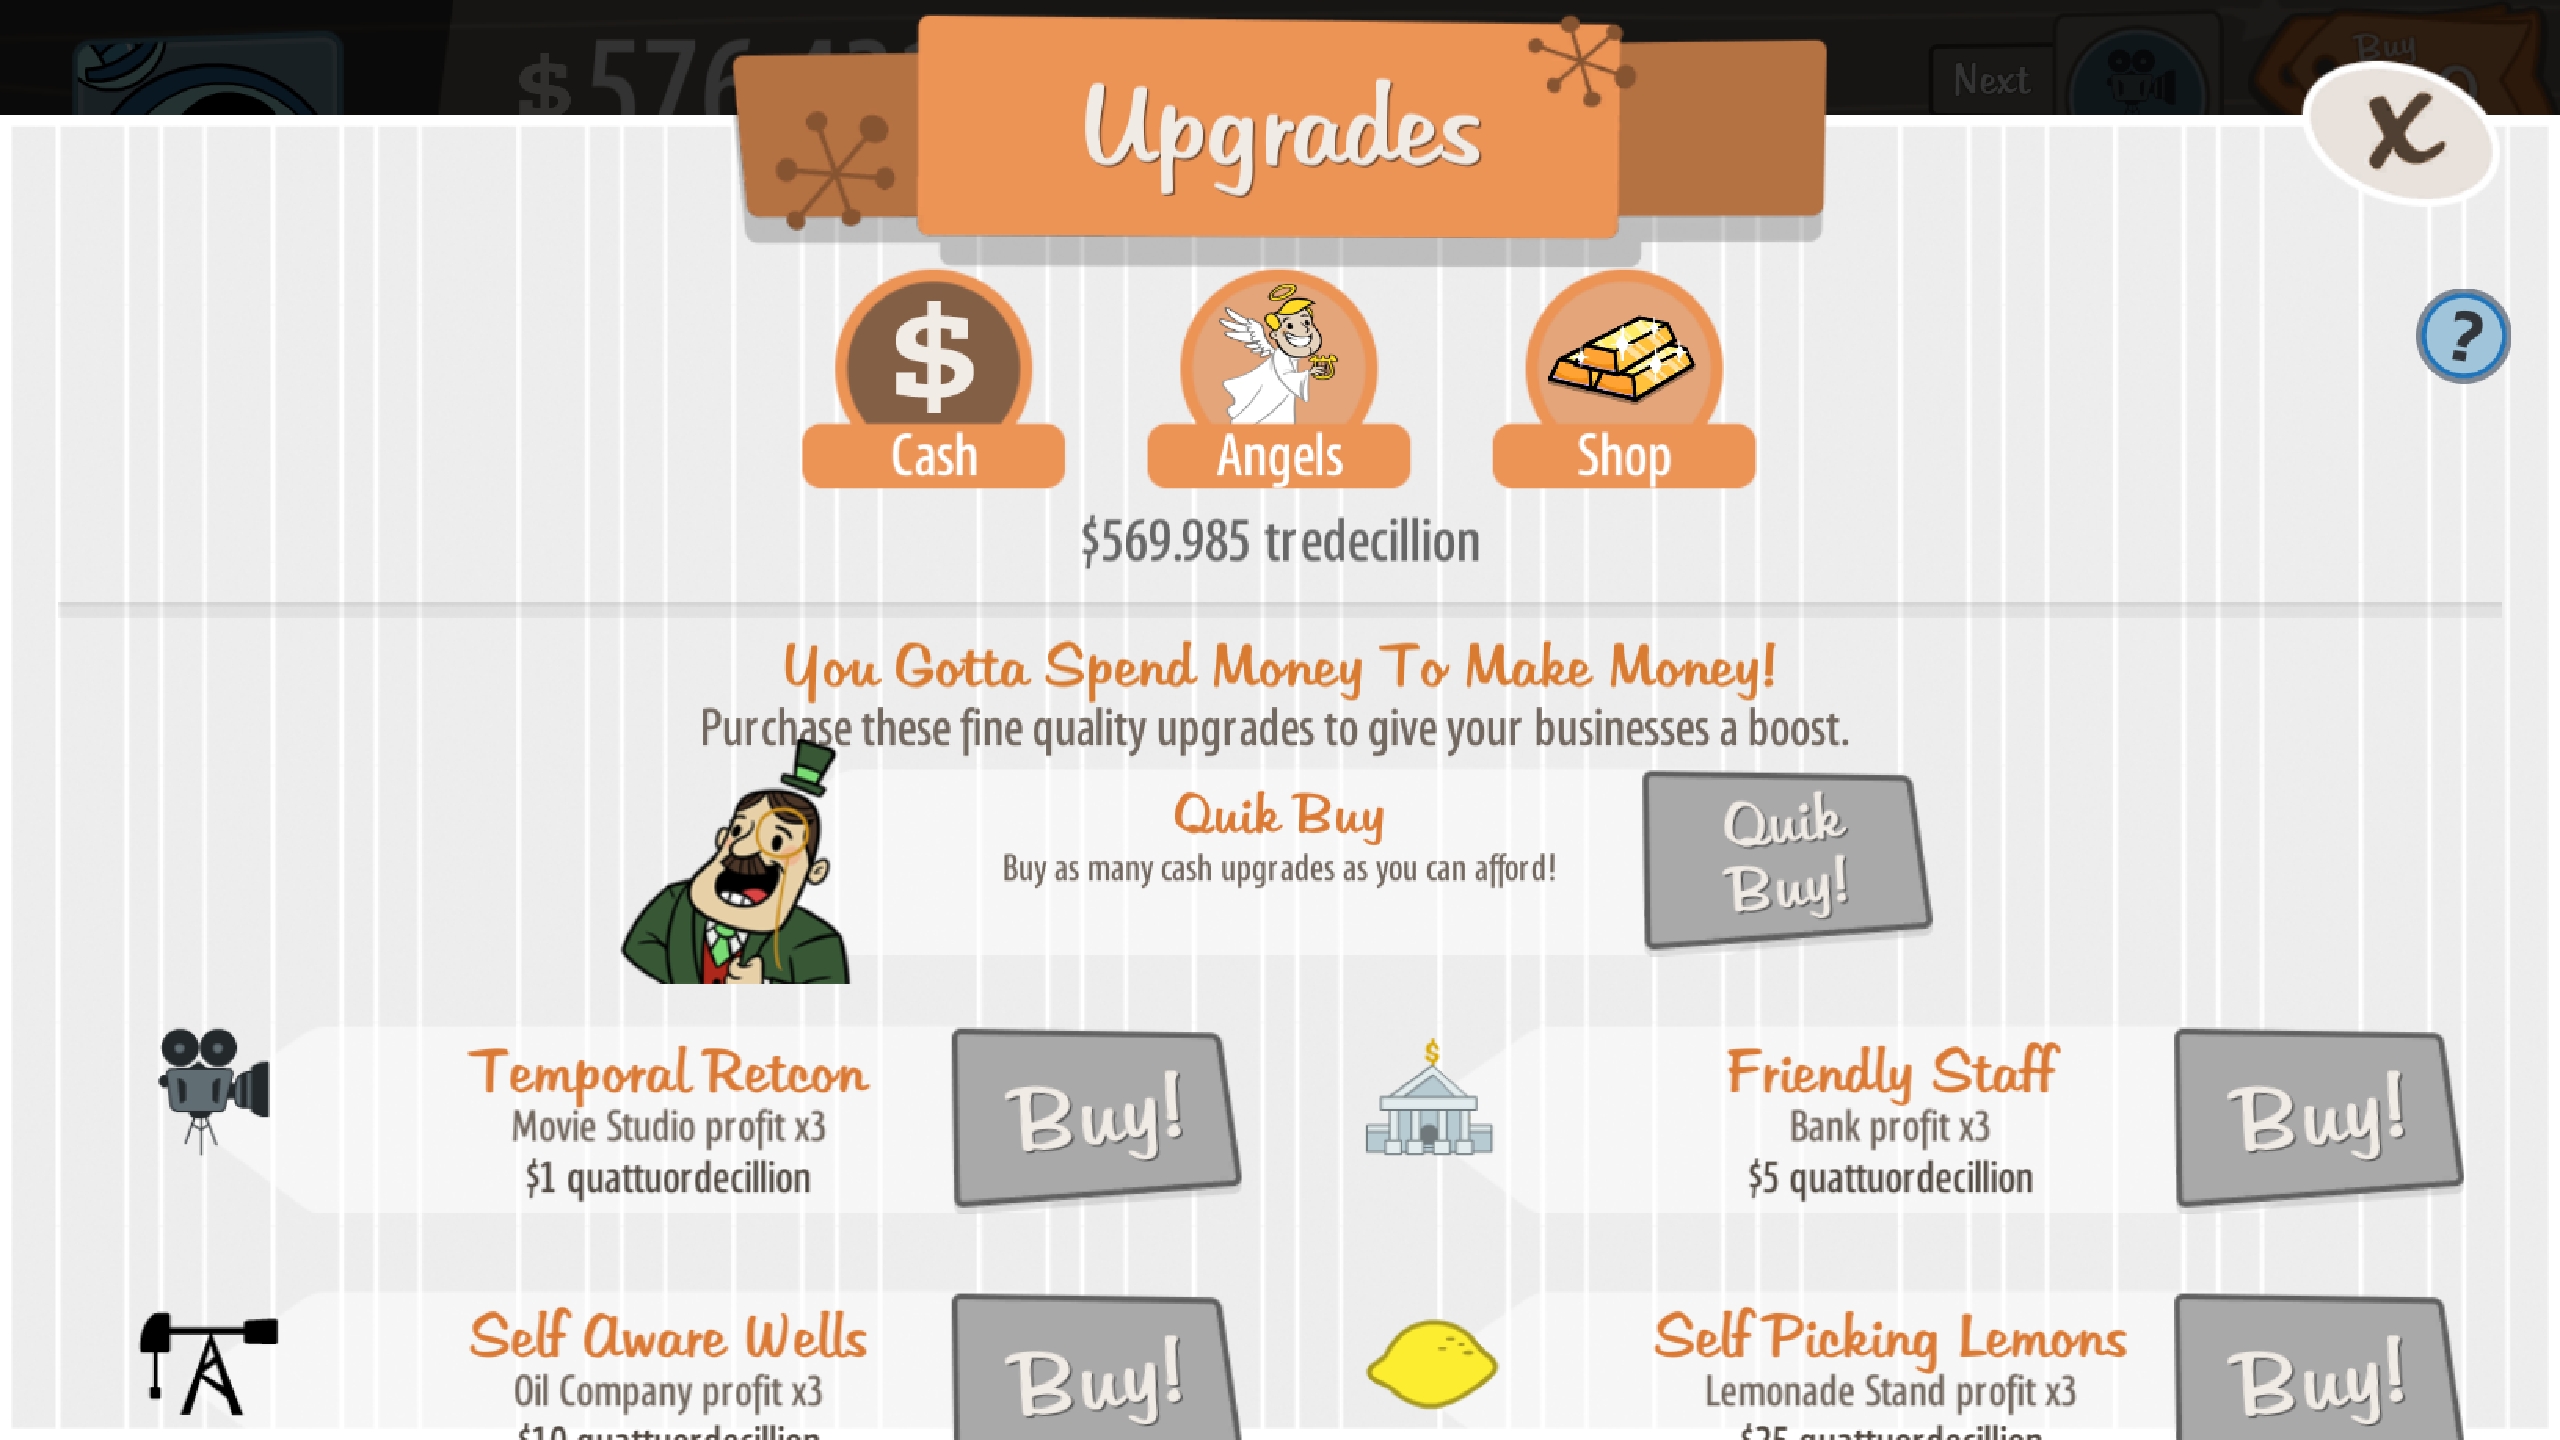 $576.43
Next
Buy
Upgrades
X
$
?
Cash
Angels
Shop
$569.985 tredecillion
You Gotta Spend Money To Make Money!
Purchase these fine quality upgrades to give your businesses a boost.
Quik Buy
Buy as many cash upgrades as you can afford!
Quik
Buy!
Temporal Retcon
Movie Studio profit x3
$1 quattuordecillion
Buy!
$
Friendly Staff
Bank profit x3
$5 quattuordecillion
Buy!
Self Aware Wells
Oil Company profit x3
$10 quattuordecillion
Buy!
Self Picking Lemons
Lemonade Stand profit x3
$25 quattuordecillion
Buy!